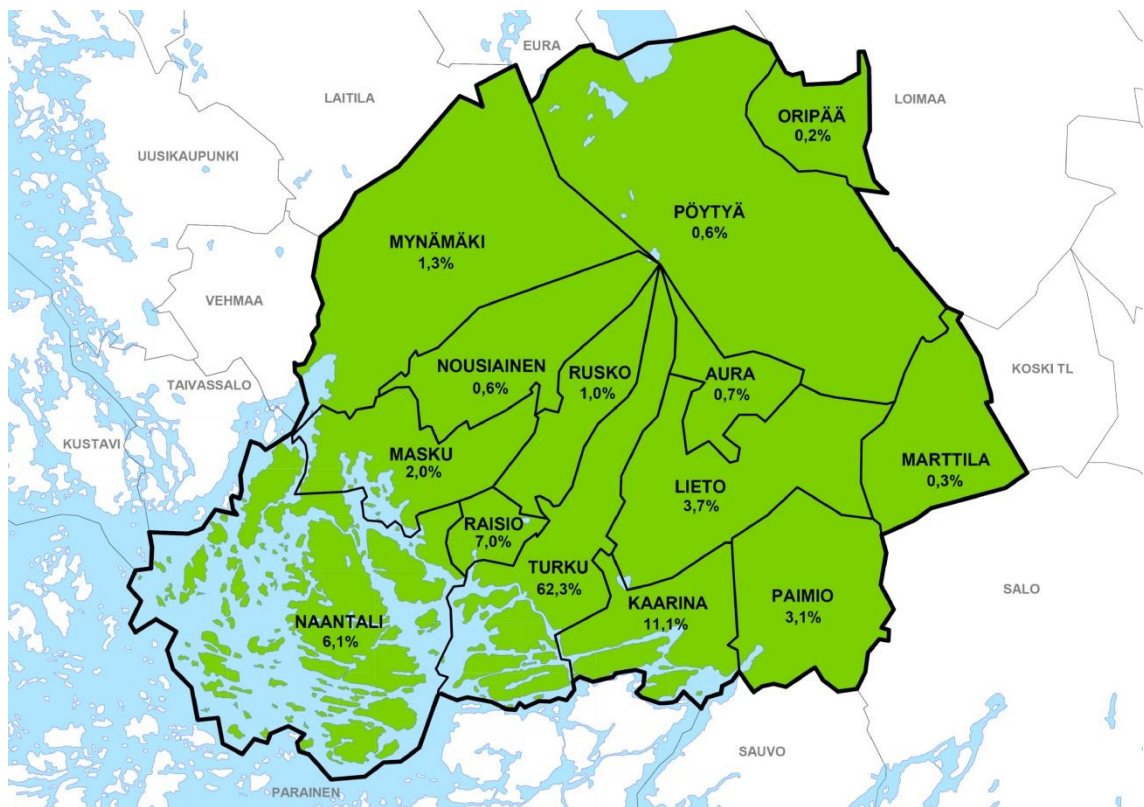 EURA
LAITILA
LOIMAA
ORIPÄÄ
0,2%
UUSIKAUPUNKI
PÖYTYÄ
0,6%
MYNÄMÄKI
1,3%
VEHMAA
NOUSIAINEN
0,6%
RUSKO
1,0%
AURA
0,7%
KOSKI TL
TAIVASSALO
KUSTAVI
MASKU
2,0%
MARTTILA
0,3%
LIETO
3,7%
RAISIO
7,0%
TURKU
62,3%
KAARINA
11,1%
PAIMIO
3,1%
SALO
NAANTALI
6,1%
SAUVO
PARAINEN